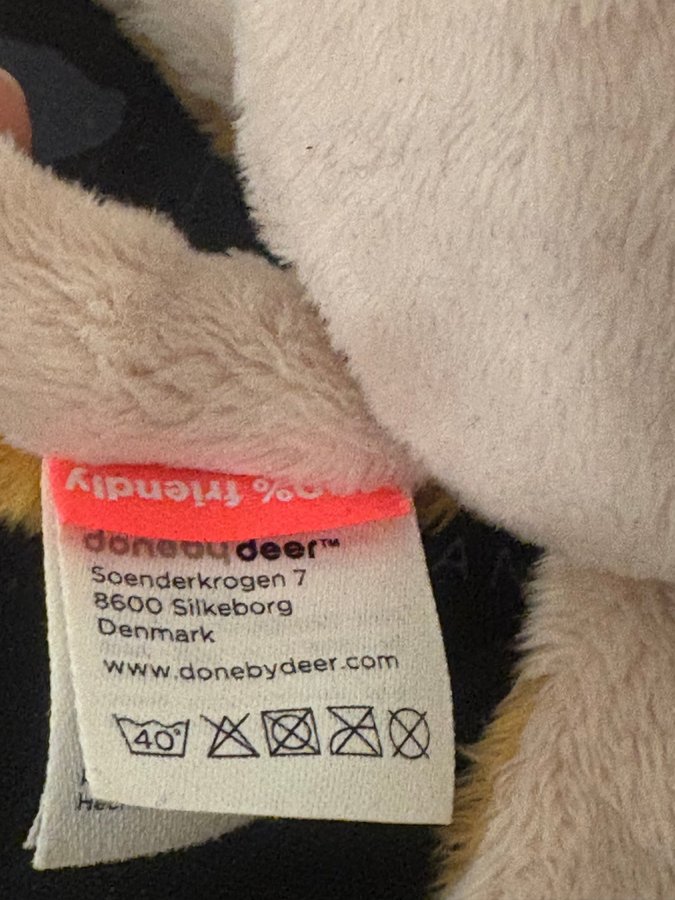 % friendly
donebydeer™
Soenderkrogen 7
8600 Silkeborg
Denmark
www.donebydeer.com
40°